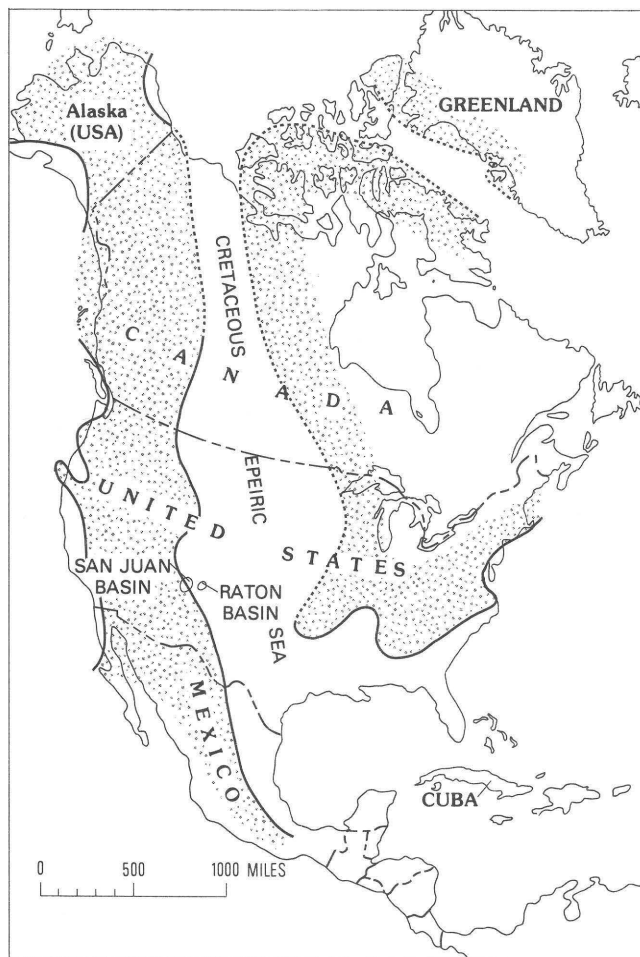 Alaska
(USA)
GREENLAND
CRETACEOUS
CANADA
EPEIRIC
UNITED STATES
SAN JUAN
BASIN
RATON
BASIN
SEA
MEXICO
CUBA
0 500 1000 MILES